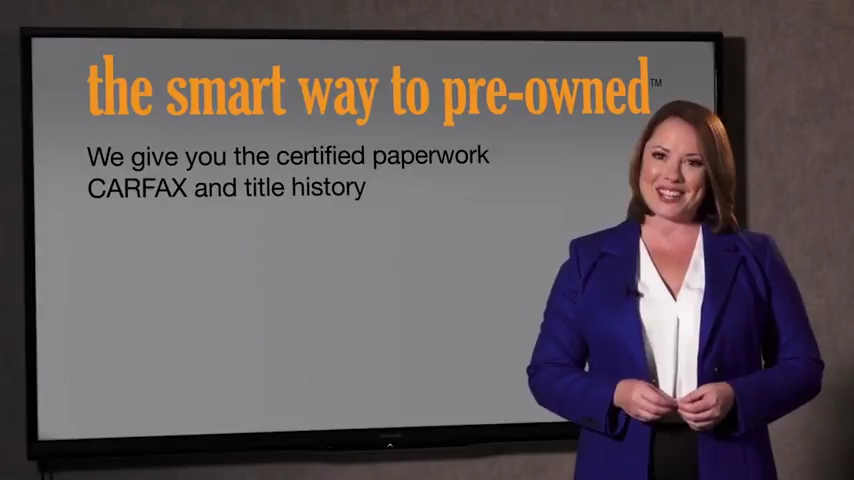 the smart way to pre-owned™
We give you the certified paperwork
CARFAX and title history